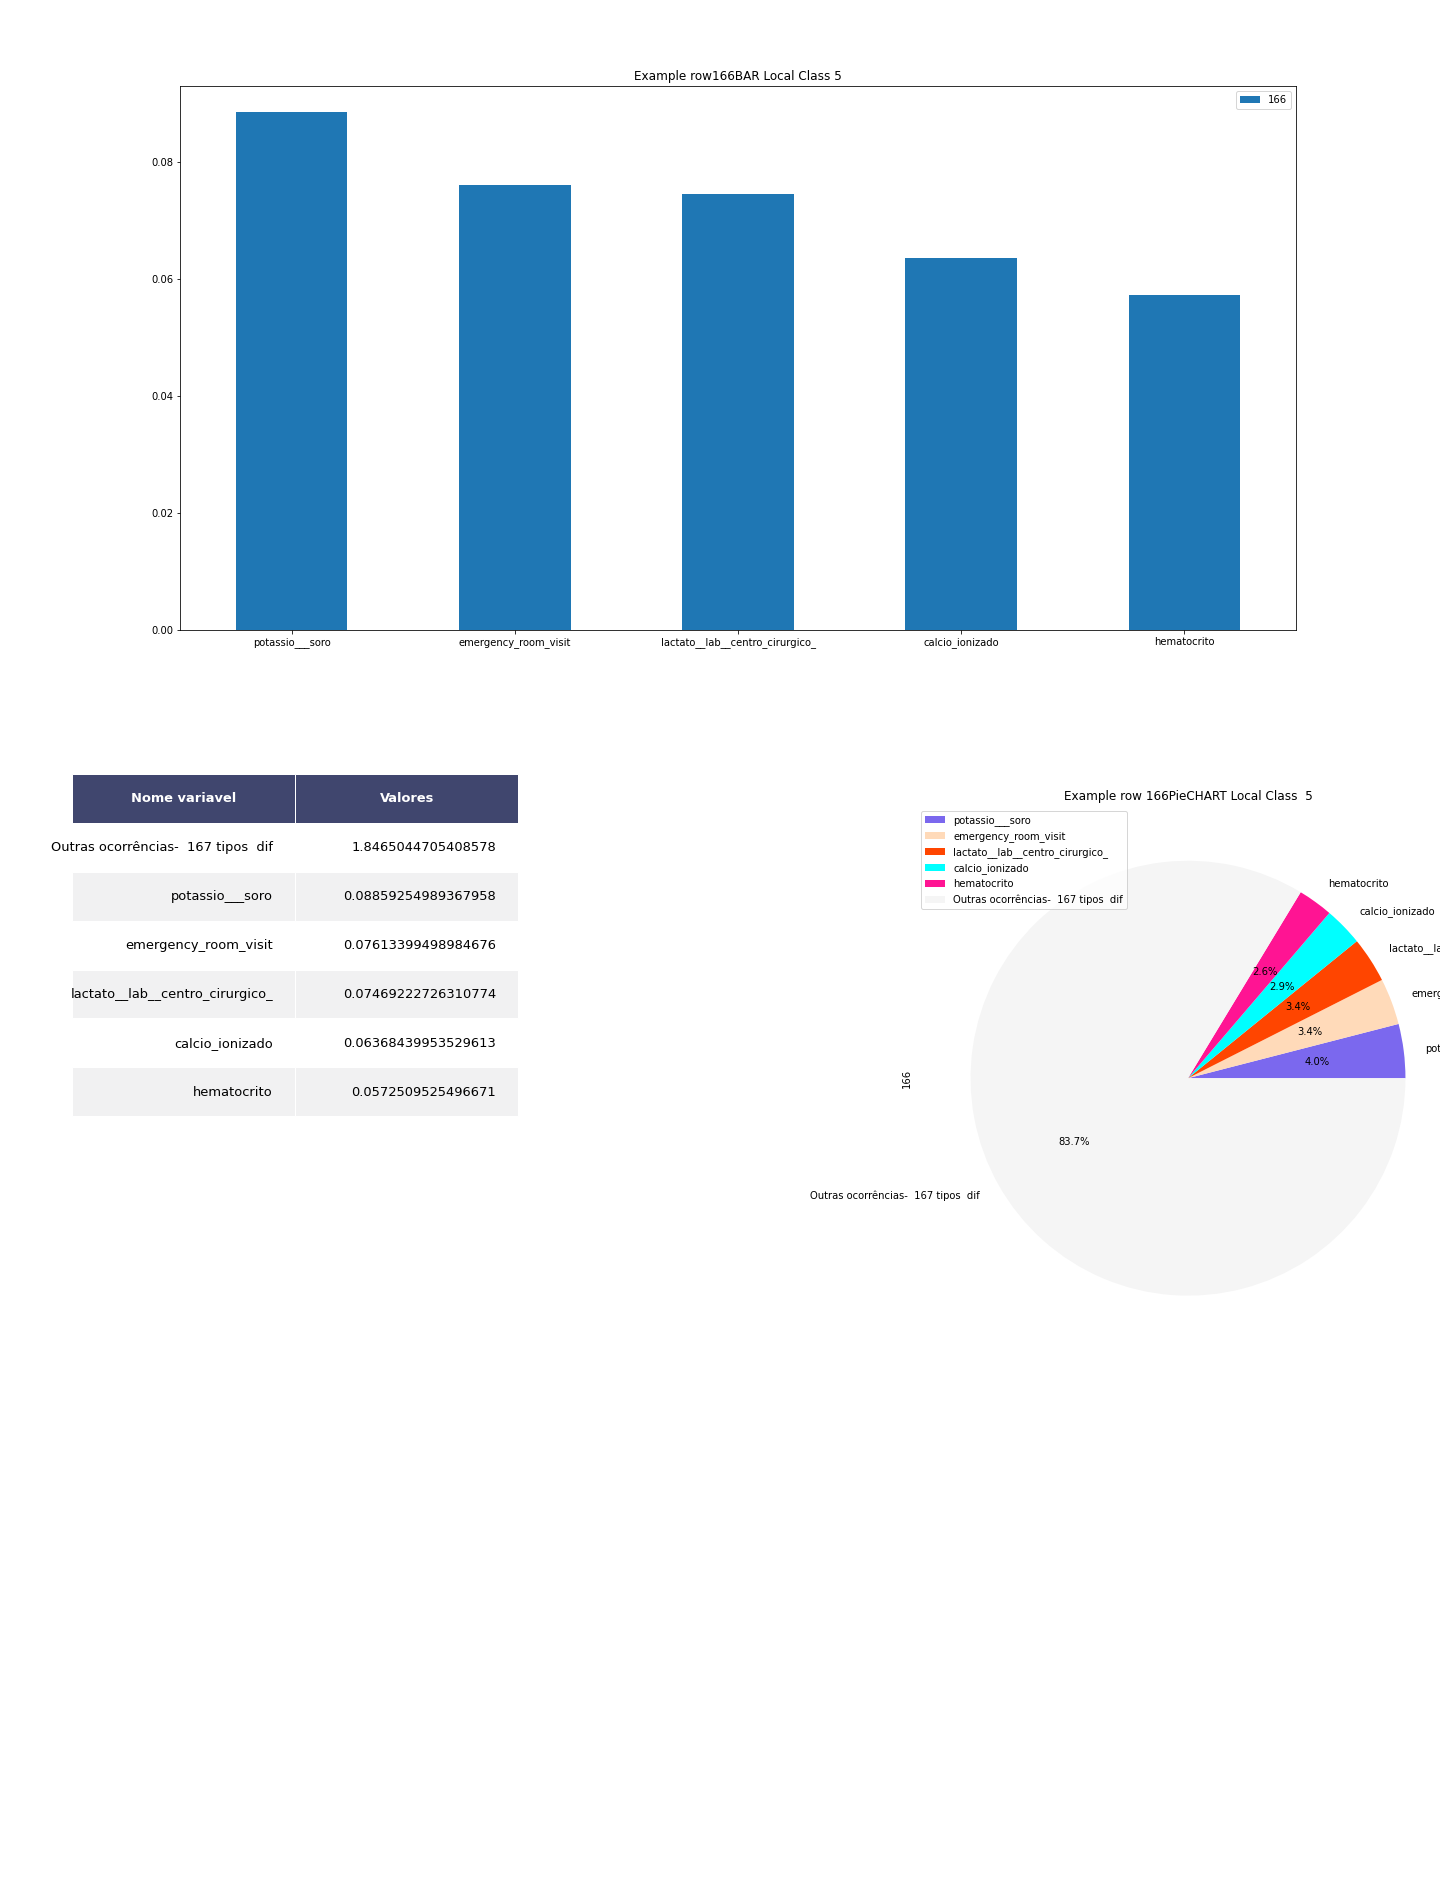 Example row166BAR Local Class 5
166
0.08
0.06
0.04
0.02
0.00
potassio___soro
emergency_room_visit
lactato__lab__centro_cirurgico_
calcio_ionizado
hematocrito
Nome variavel Valores
Outras ocorrências-  167 tipos  dif 1.8465044705408578
potassio___soro 0.08859254989367958
emergency_room_visit 0.07613399498984676
lactato__lab__centro_cirurgico_ 0.07469222726310774
calcio_ionizado 0.06368439953529613
hematocrito 0.0572509525496671
Example row 166PieCHART Local Class  5
potassio___soro
emergency_room_visit
lactato__lab__centro_cirurgico_
calcio_ionizado
hematocrito
Outras ocorrências-  167 tipos  dif
hematocrito
calcio_ionizado
lactato__la
emerg
pot
2.6%
2.9%
3.4%
3.4%
4.0%
166
83.7%
Outras ocorrências-  167 tipos  dif